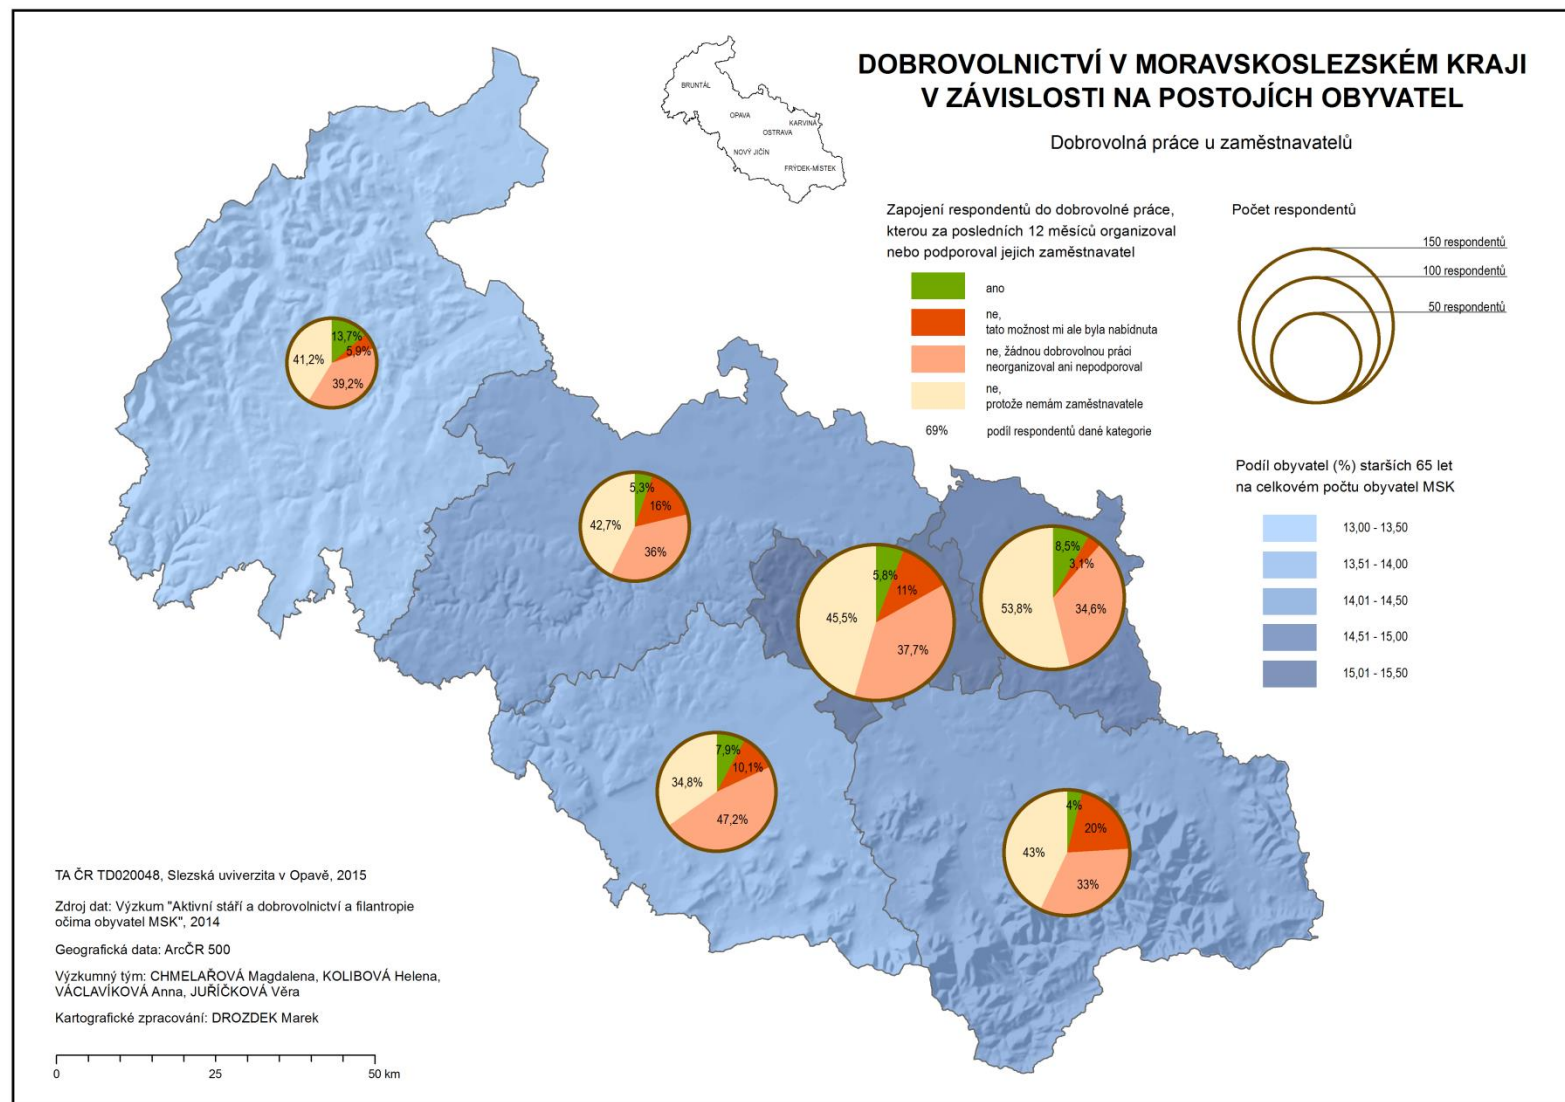 DOBROVOLNICTVÍ V MORAVSKOSLEZSKÉM KRAJI
V ZÁVISLOSTI NA POSTOJÍCH OBYVATEL
Dobrovolná práce u zaměstnavatelů
BRUNTÁL
OPAVA
KARVINÁ
OSTRAVA
NOVÝ JIČÍN
FRÝDEK-MÍSTEK
Zapojení respondentů do dobrovolné práce,
kterou za posledních 12 měsíců organizoval
nebo podporoval jejich zaměstnavatel
ano
ne,
tato možnost mi ale byla nabídnuta
ne, žádnou dobrovolnou práci
neorganizoval ani nepodporoval
ne,
protože nemám zaměstnavatele
69% podíl respondentů dané kategorie
Počet respondentů
150 respondentů
100 respondentů
50 respondentů
Podíl obyvatel (%) starších 65 let
na celkovém počtu obyvatel MSK
13,00 - 13,50
13,51 - 14,00
14,01 - 14,50
14,51 - 15,00
15,01 - 15,50
13,7%
5,9%
41,2%
39,2%
5,3%
16%
42,7%
36%
5,8%
11%
45,5%
37,7%
8,5%
3,1%
53,8%
34,6%
7,9%
10,1%
34,8%
47,2%
4%
20%
43%
33%
TA ČR TD020048, Slezská uviverzita v Opavě, 2015
Zdroj dat: Výzkum "Aktivní stáří a dobrovolnictví a filantropie
očima obyvatel MSK", 2014
Geografická data: ArcČR 500
Výzkumný tým: CHMELAŘOVÁ Magdalena, KOLIBOVÁ Helena,
VÁCLAVÍKOVÁ Anna, JUŘÍČKOVÁ Věra
Kartografické zpracování: DROZDEK Marek
0 25 50 km